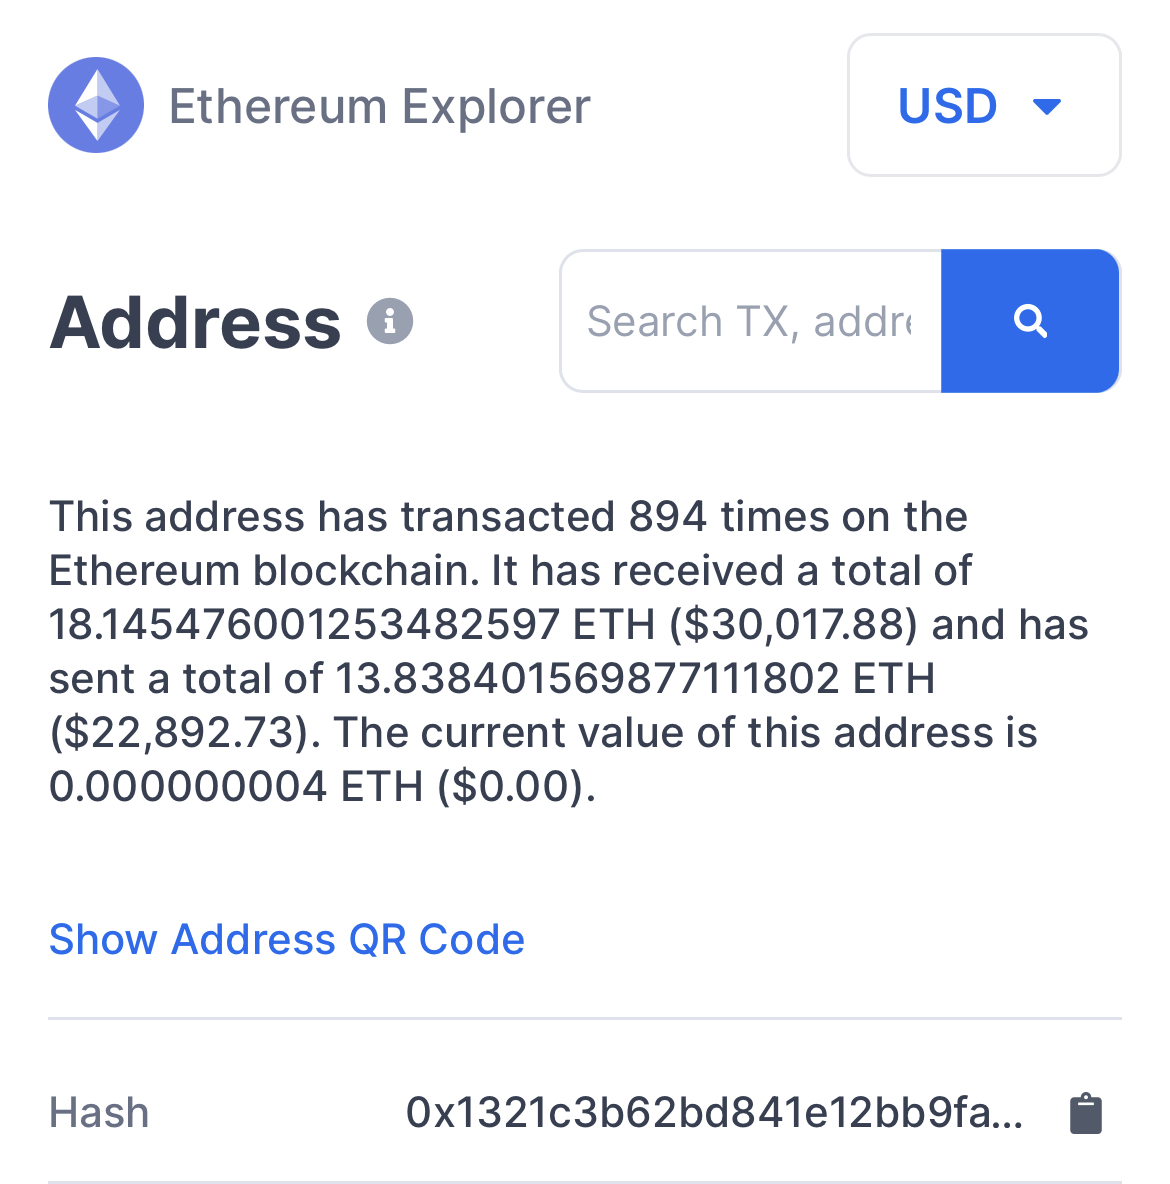 Ethereum Explorer
USD
Address
Search TX, addre
This address has transacted 894 times on the
Ethereum blockchain. It has received a total of
18.145476001253482597 ETH ($30,017.88) and has
sent a total of 13.838401569877111802 ETH
($22,892.73). The current value of this address is
0.000000004 ETH ($0.00).
Show Address QR Code
Hash
0x1321c3b62bd841e12bb9fa...